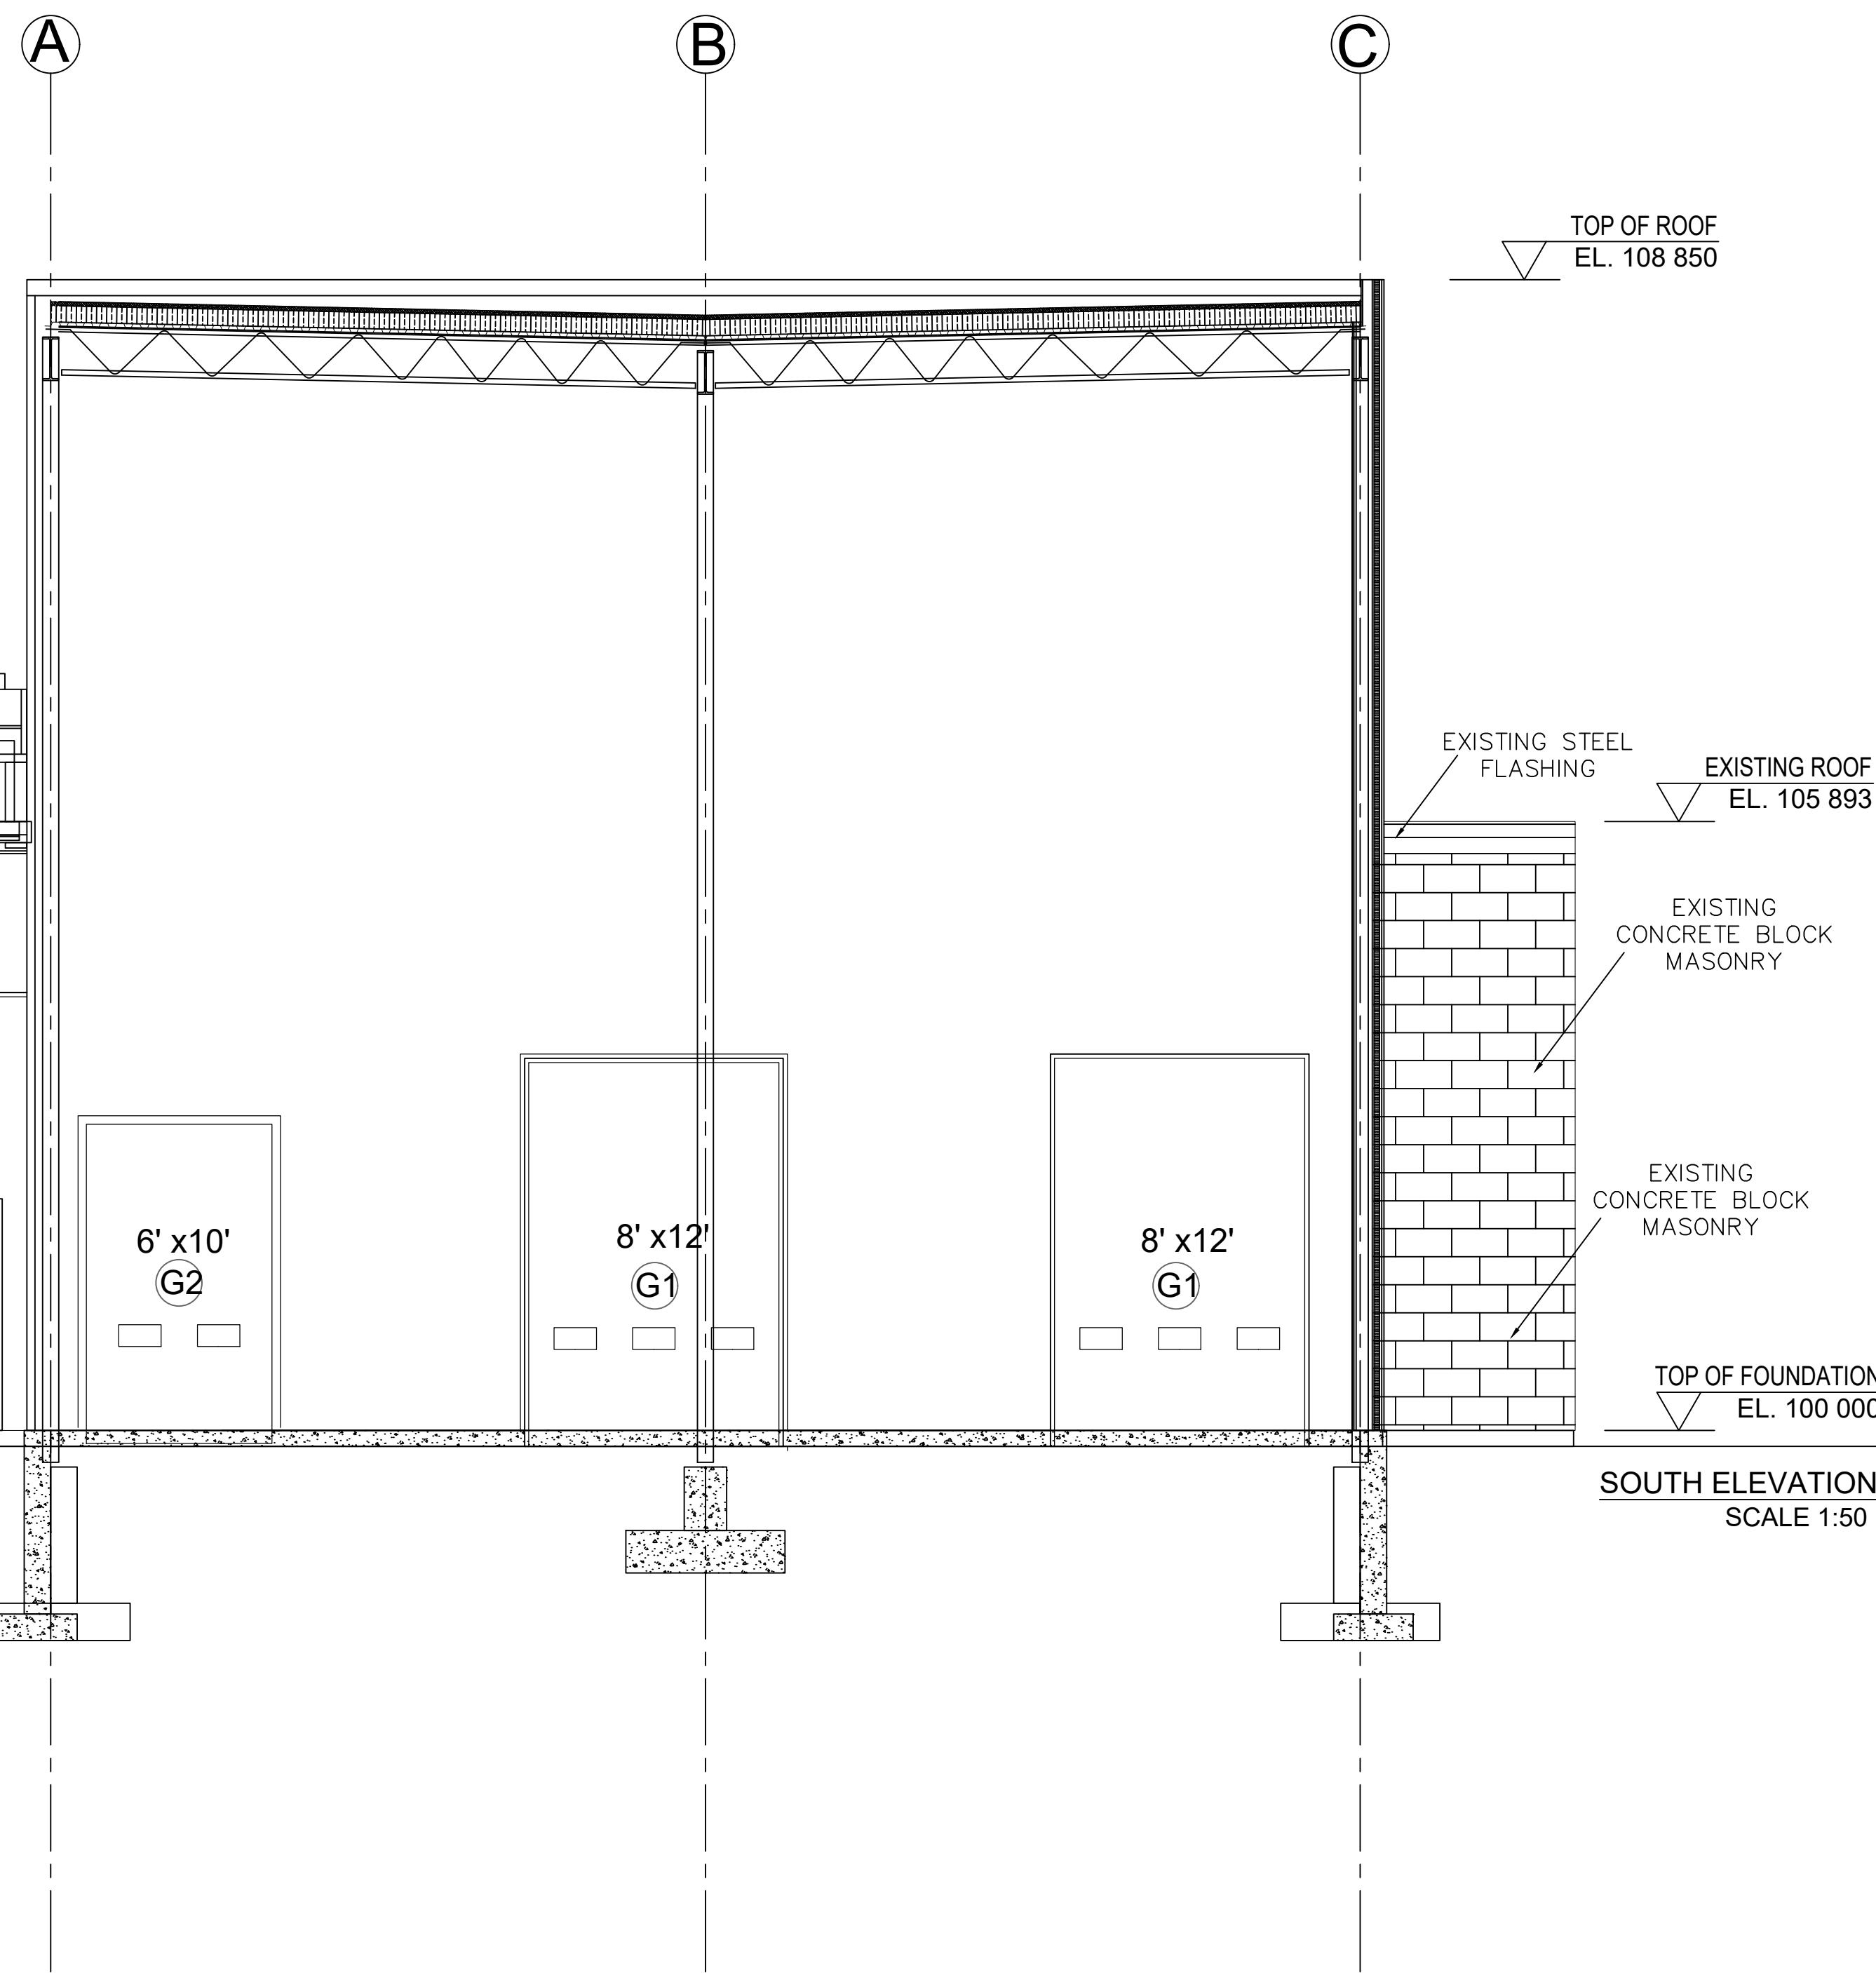 A
B
C
TOP OF ROOF
EL. 108 850
EXISTING STEEL
FLASHING
EXISTING ROOF
EL. 105 893
EXISTING
CONCRETE BLOCK
MASONRY
EXISTING
CONCRETE BLOCK
MASONRY
6' x10'
G2
8' x12'
G1
8' x12'
G1
TOP OF FOUNDATION
EL. 100 000
SOUTH ELEVATION
SCALE 1:50